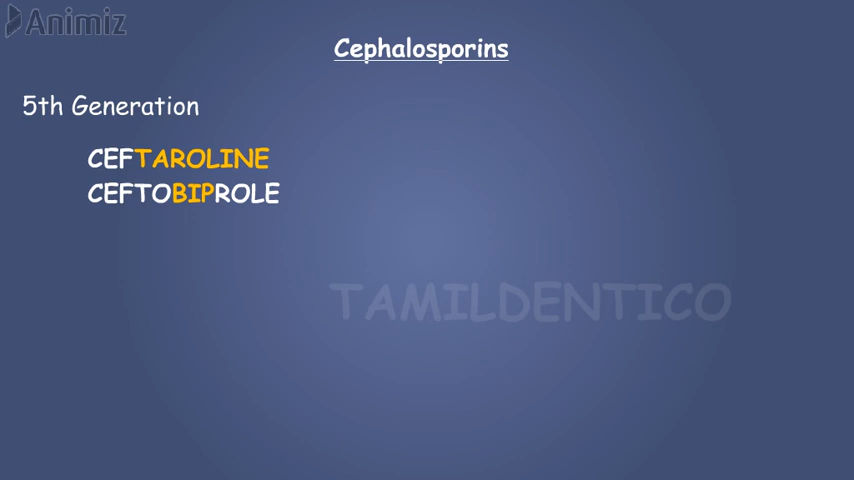 Animiz
Cephalosporins
5th Generation
CEFTAROLINE
CEFTOBIPROLE
TAMILDENTICO